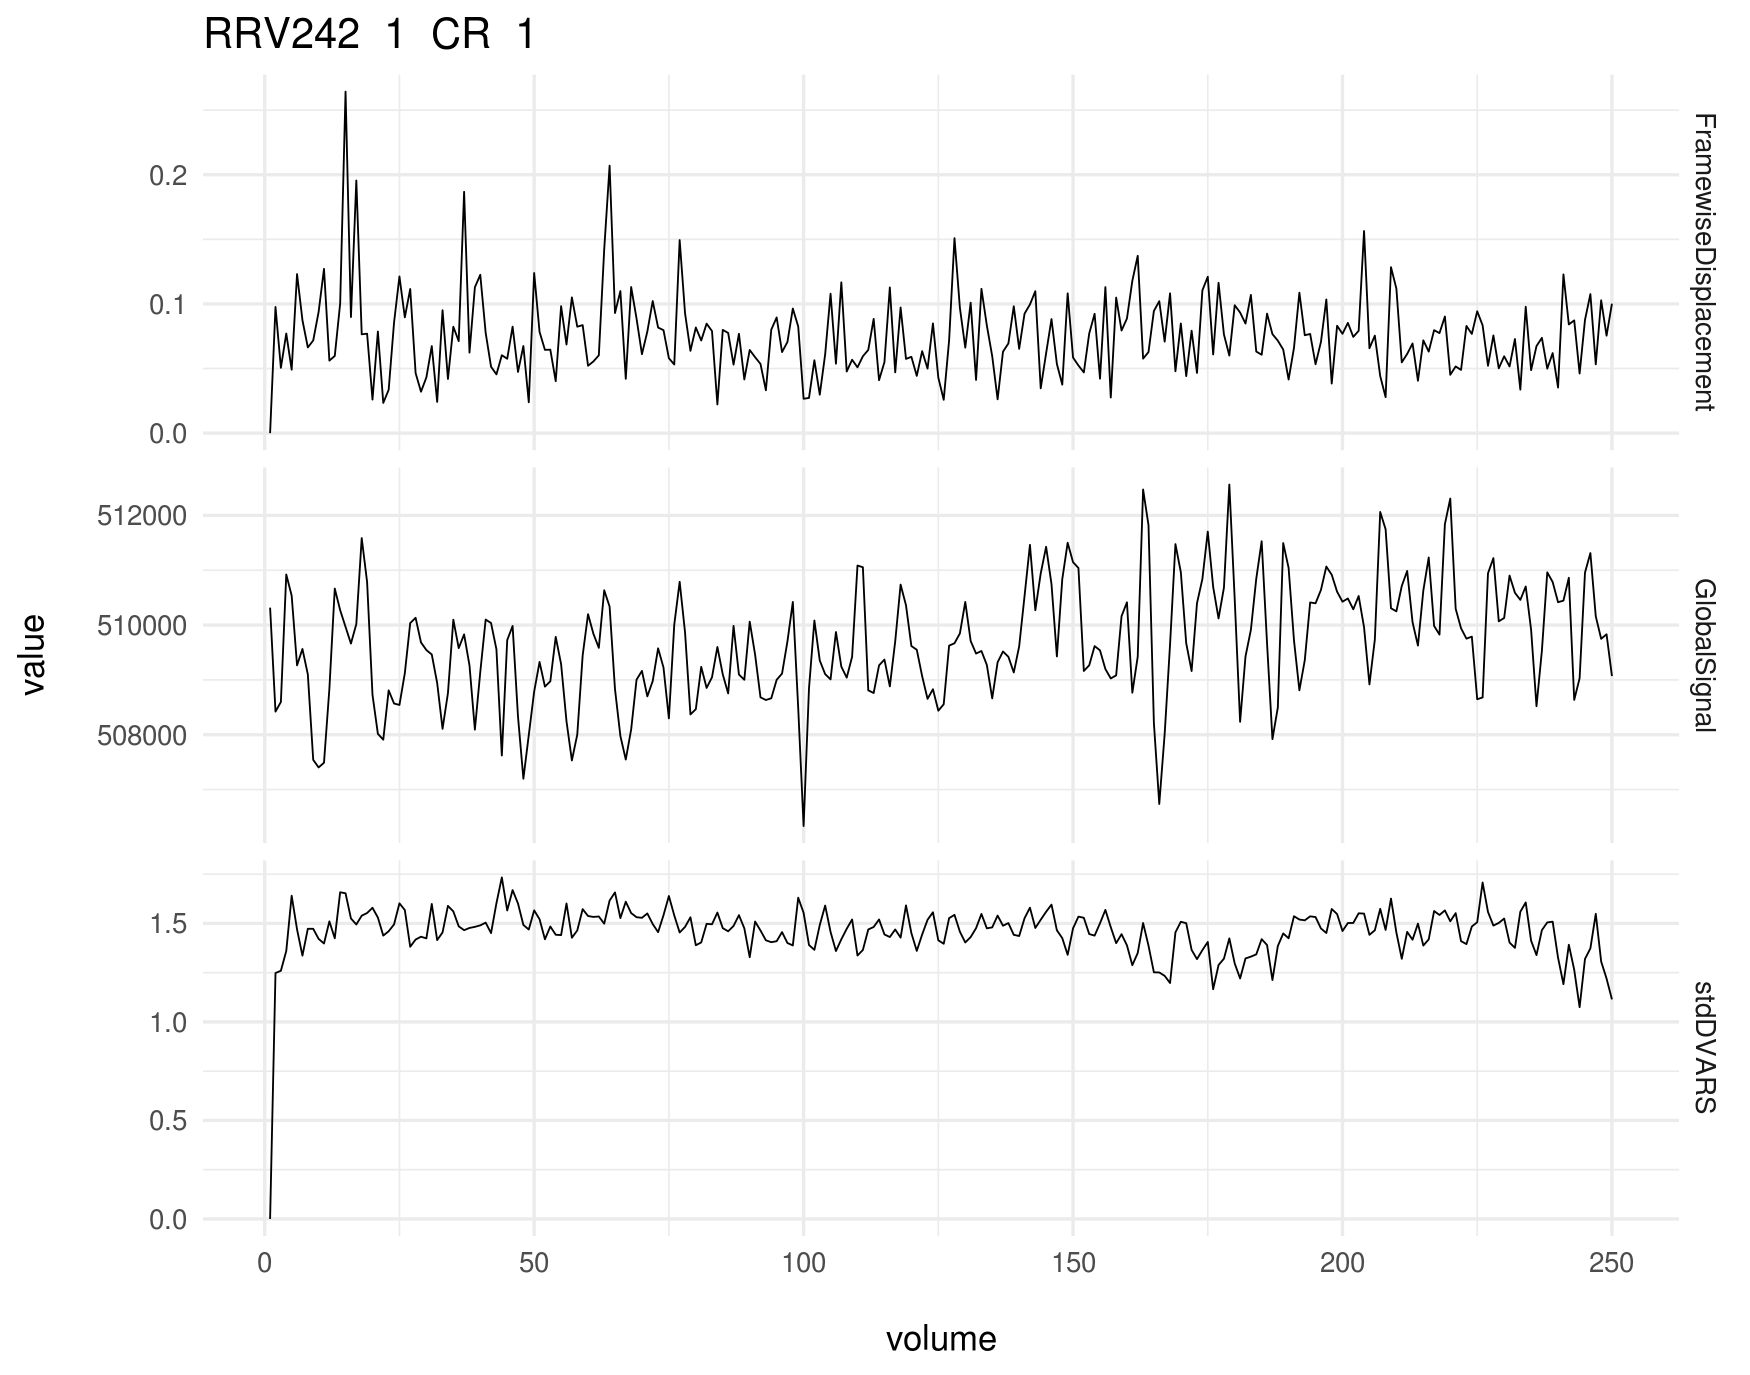 RRV242 1 CR 1
0.2
0.1
0.0
FramewiseDisplacement
512000
510000
508000
GlobalSignal
1.5
1.0
0.5
0.0
stdDVARS
value
0 50 100 150 200 250
volume